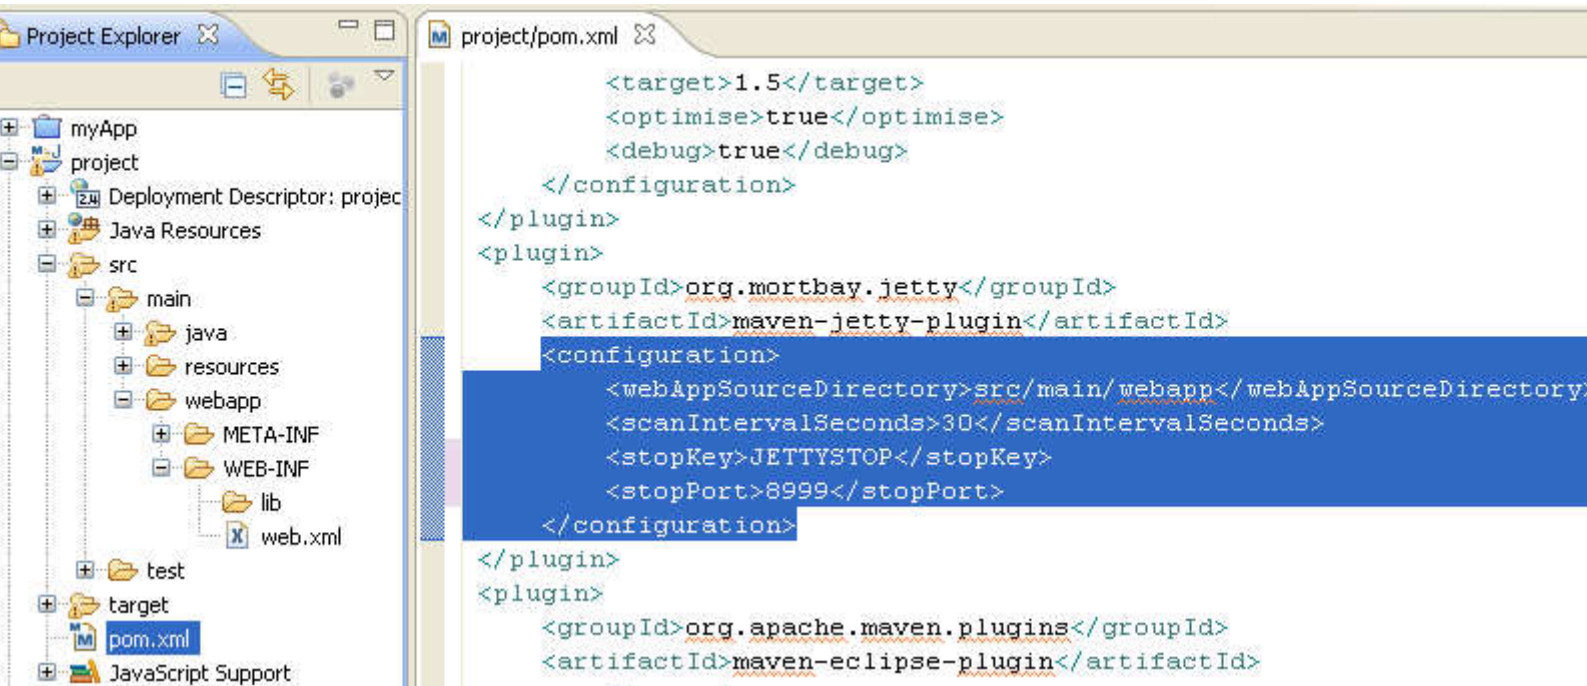 Project Explorer
myApp
project
Deployment Descriptor: projec
Java Resources
src
main
java
resources
webapp
META-INF
WEB-INF
lib
web.xml
test
target
pom.xml
JavaScript Support
project/pom.xml
<target>1.5</target>
<optimise>true</optimise>
<debug>true</debug>
</configuration>
</plugin>
<plugin>
<groupId>org.mortbay.jetty</groupId>
<artifactId>maven-jetty-plugin</artifactId>
<configuration>
<webAppSourceDirectory>src/main/webapp</webAppSourceDirectory>
<scanIntervalSeconds>30</scanIntervalSeconds>
<stopKey>JETTYSTOP</stopKey>
<stopPort>8999</stopPort>
</configuration>
</plugin>
<plugin>
<groupId>org.apache.maven.plugins</groupId>
<artifactId>maven-eclipse-plugin</artifactId>